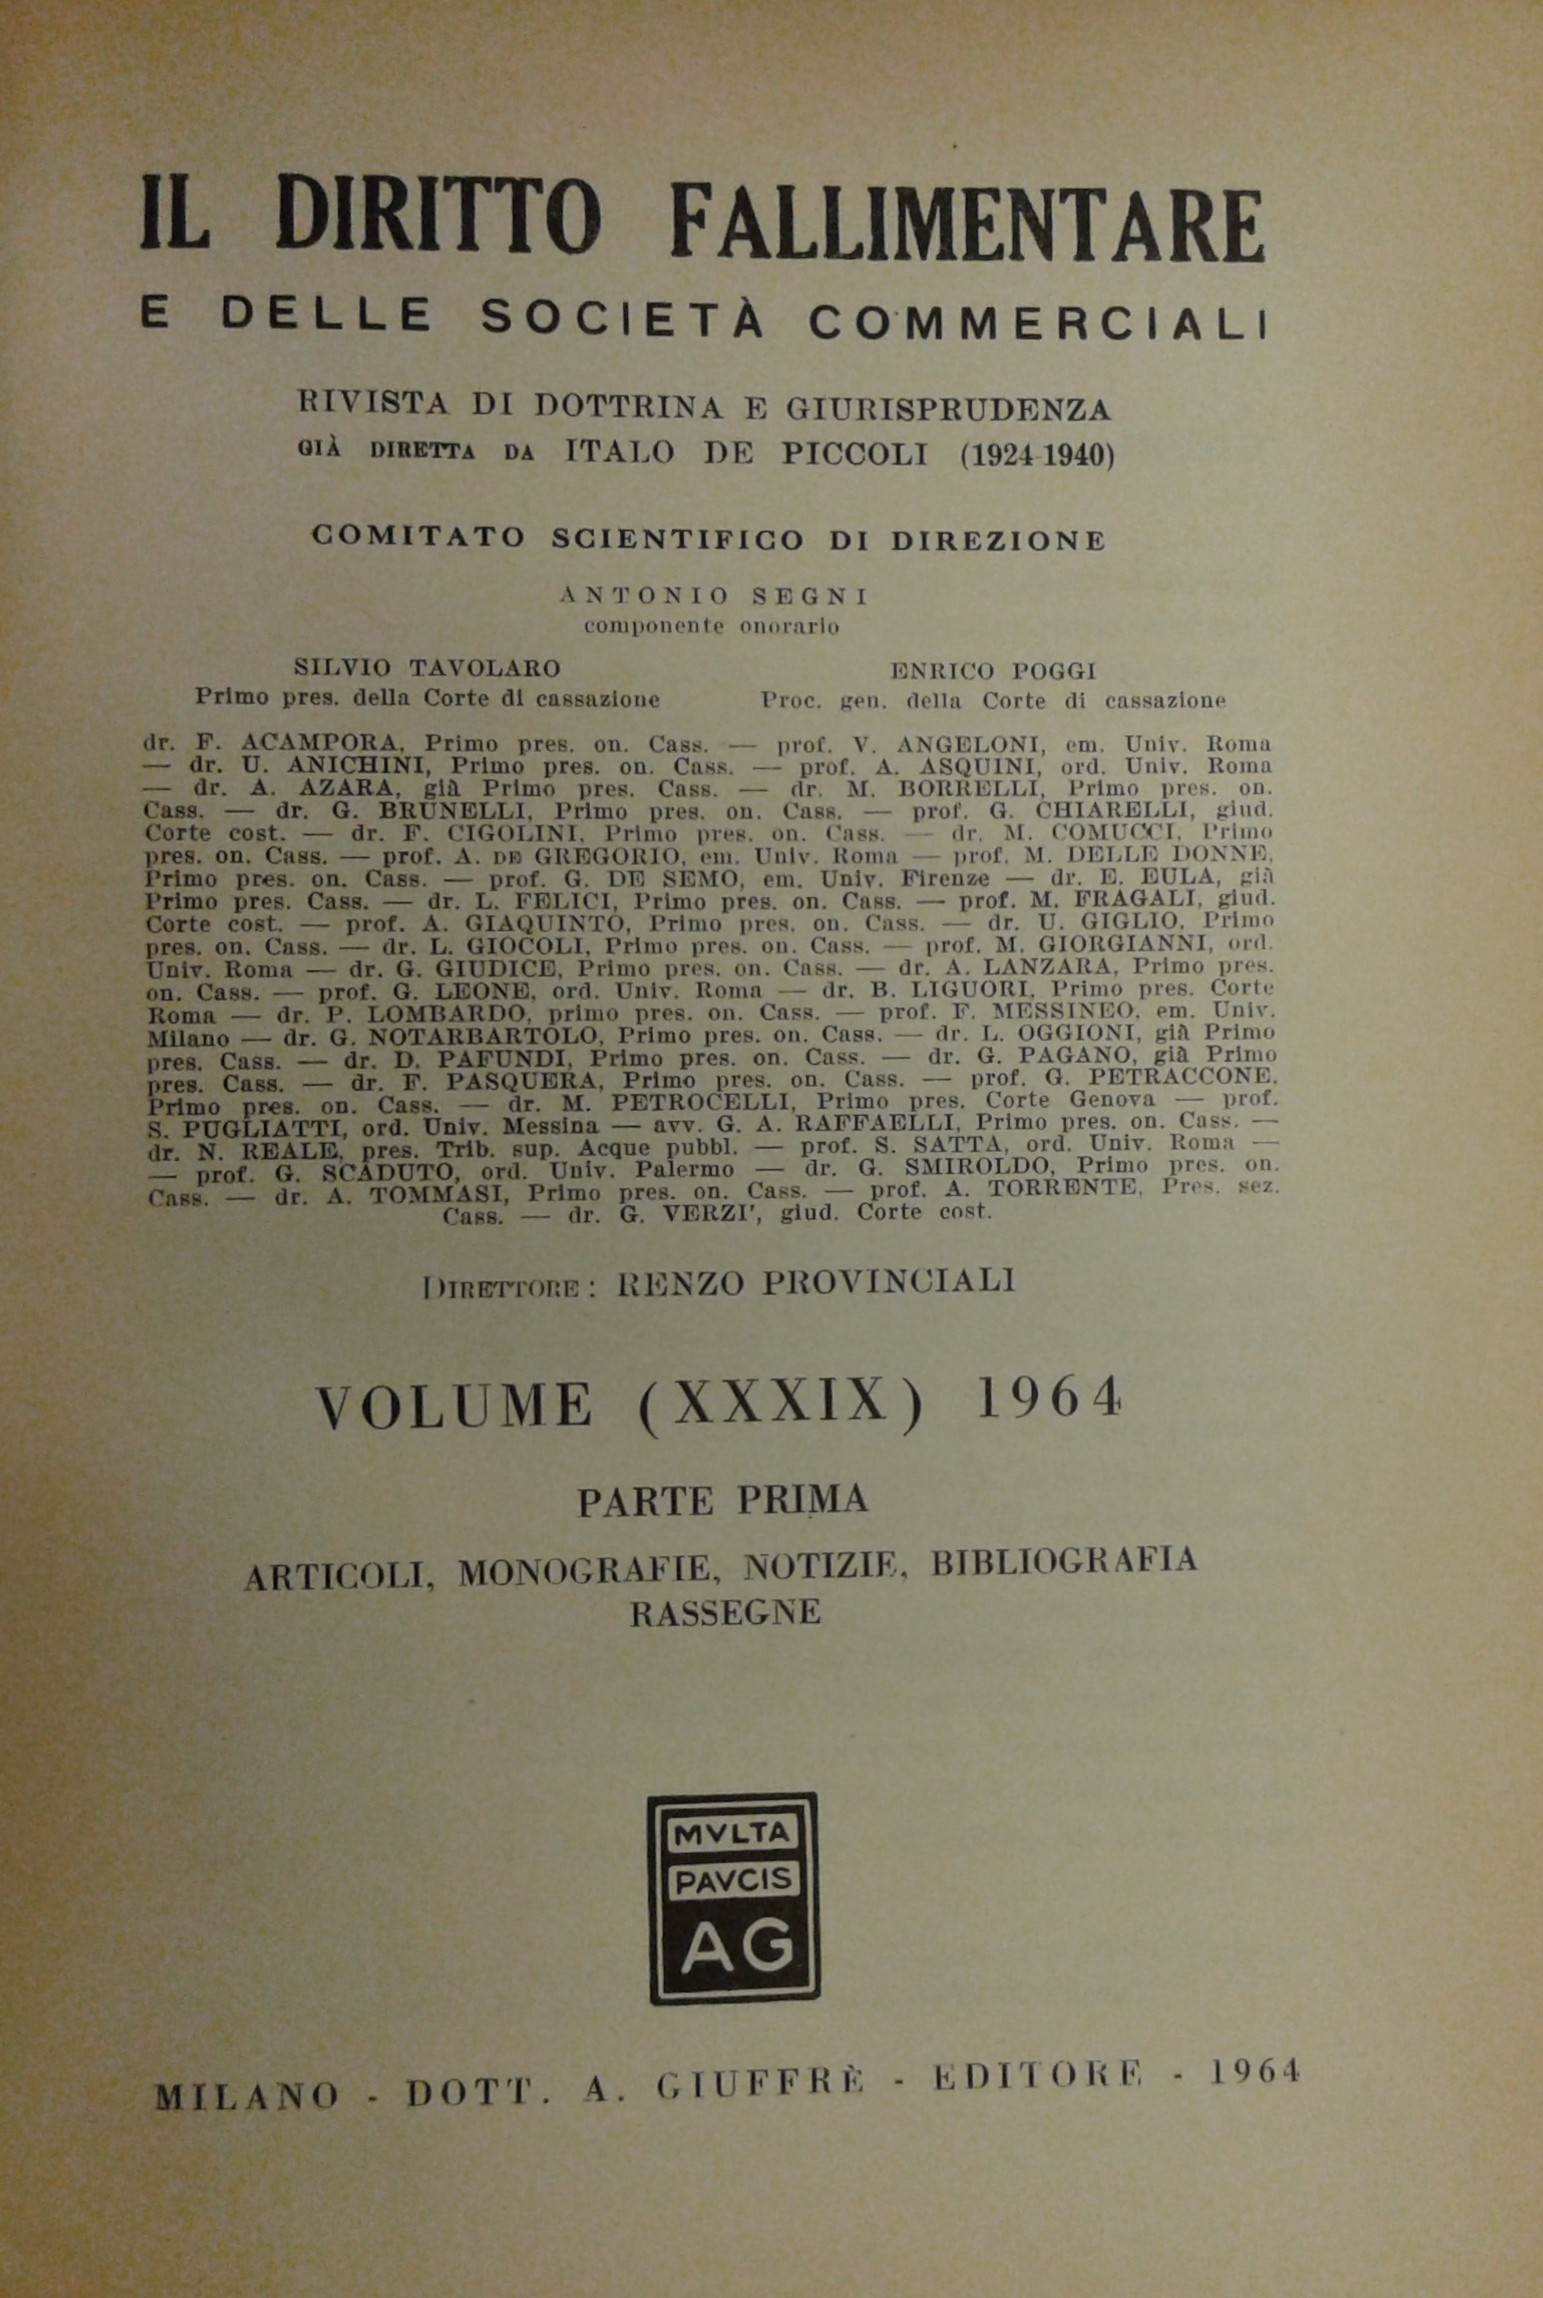 IL DIRITTO FALLIMENTARE
E DELLE SOCIETÀ COMMERCIALI
RIVISTA DI DOTTRINA E GIURISPRUDENZA
GIÀ DIRETTA DA ITALO DE PICCOLI (1924-1940)
COMITATO SCIENTIFICO DI DIREZIONE
ANTONIO SEGNI
componente onorario
SILVIO TAVOLARO ENRICO POGGI
Primo pres. della Corte di cassazione Proc. gen. della Corte di cassazione
dr. F. ACAMPORA, Primo pres. on. Cass. — prof. V. ANGELONI, em. Univ. Roma
— dr. U. ANICHINI, Primo pres. on. Cass. — prof. A. ASQUINI, ord. Univ. Roma
— dr. A. AZARA, già Primo pres. Cass. — dr. M. BORRELLI, Primo pres. on.
Cass. — dr. G. BRUNELLI, Primo pres. on. Cass. — prof. G. CHIARELLI, giud.
Corte cost. — dr. F. CIGOLINI, Primo pres. on. Cass. — dr. M. COMUCCI, Primo
pres. on. Cass. — prof. A. DE GREGORIO, em. Univ. Roma — prof. M. DELLE DONNE,
Primo pres. on. Cass. — prof. G. DE SEMO, em. Univ. Firenze — dr. E. EULA, già
Primo pres. Cass. — dr. L. FELICI, Primo pres. on. Cass. — prof. M. FRAGALI, giud.
Corte cost. — prof. A. GIAQUINTO, Primo pres. on. Cass. — dr. U. GIGLIO, Primo
pres. on. Cass. — dr. L. GIOCOLI, Primo pres. on. Cass. — prof. M. GIORGIANNI, ord.
Univ. Roma — dr. G. GIUDICE, Primo pres. on. Cass. — dr. A. LANZARA, Primo pres.
on. Cass. — prof. G. LEONE, ord. Univ. Roma — dr. B. LIGUORI, Primo pres. Corte
Roma — dr. P. LOMBARDO, primo pres. on. Cass. — prof. F. MESSINEO, em. Univ.
Milano — dr. G. NOTARBARTOLO, Primo pres. on. Cass. — dr. L. OGGIONI, già Primo
pres. Cass. — dr. D. PAFUNDI, Primo pres. on. Cass. — dr. G. PAGANO, già Primo
pres. Cass. — dr. F. PASQUERA, Primo pres. on. Cass. — prof. G. PETRACCONE,
Primo pres. on. Cass. — dr. M. PETROCELLI, Primo pres. Corte Genova — prof.
S. PUGLIATTI, ord. Univ. Messina — avv. G. A. RAFFAELLI, Primo pres. on. Cass. —
dr. N. REALE, pres. Trib. sup. Acque pubbl. — prof. S. SATTA, ord. Univ. Roma —
— prof. G. SCADUTO, ord. Univ. Palermo — dr. G. SMIROLDO, Primo pres. on.
Cass. — dr. A. TOMMASI, Primo pres. on. Cass. — prof. A. TORRENTE, Pres. sez.
Cass. — dr. G. VERZI', giud. Corte cost.
DIRETTORE: RENZO PROVINCIALI
VOLUME (XXXIX) 1964
PARTE PRIMA
ARTICOLI, MONOGRAFIE, NOTIZIE, BIBLIOGRAFIA
RASSEGNE
MVLTA
PAVCIS
AG
MILANO - DOTT. A. GIUFFRÈ - EDITORE - 1964